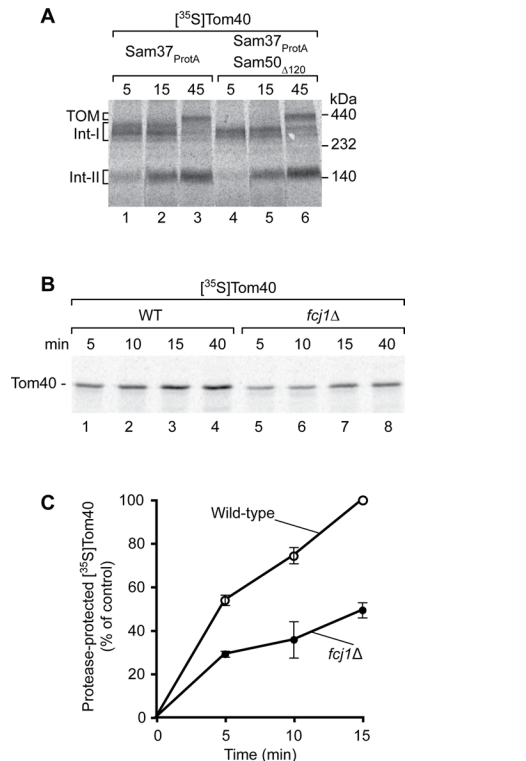 A
[³⁵S]Tom40
Sam37ProtA
Sam37ProtA
Sam50Δ120
5 15 45 5 15 45
kDa
TOM
Int-I
Int-II
440
232
140
1 2 3 4 5 6
B
[³⁵S]Tom40
WT fcj1Δ
min 5 10 15 40 5 10 15 40
Tom40 -
1 2 3 4 5 6 7 8
C
Protease-protected [³⁵S]Tom40
(% of control)
100
80
60
40
20
0
Wild-type
fcj1Δ
0 5 10 15
Time (min)